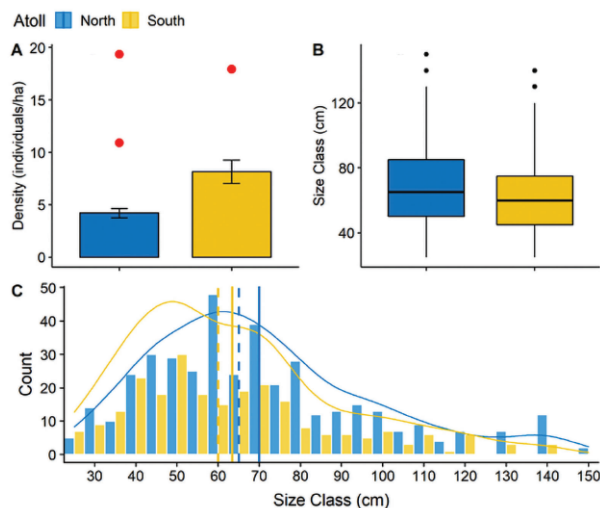 Atoll North South
A
Density (individuals/ha)
20
15
10
5
0
B
Size Class (cm)
120
80
40
C
Count
50
40
30
20
10
0
30 40 50 60 70 80 90 100 110 120 130 140 150
Size Class (cm)